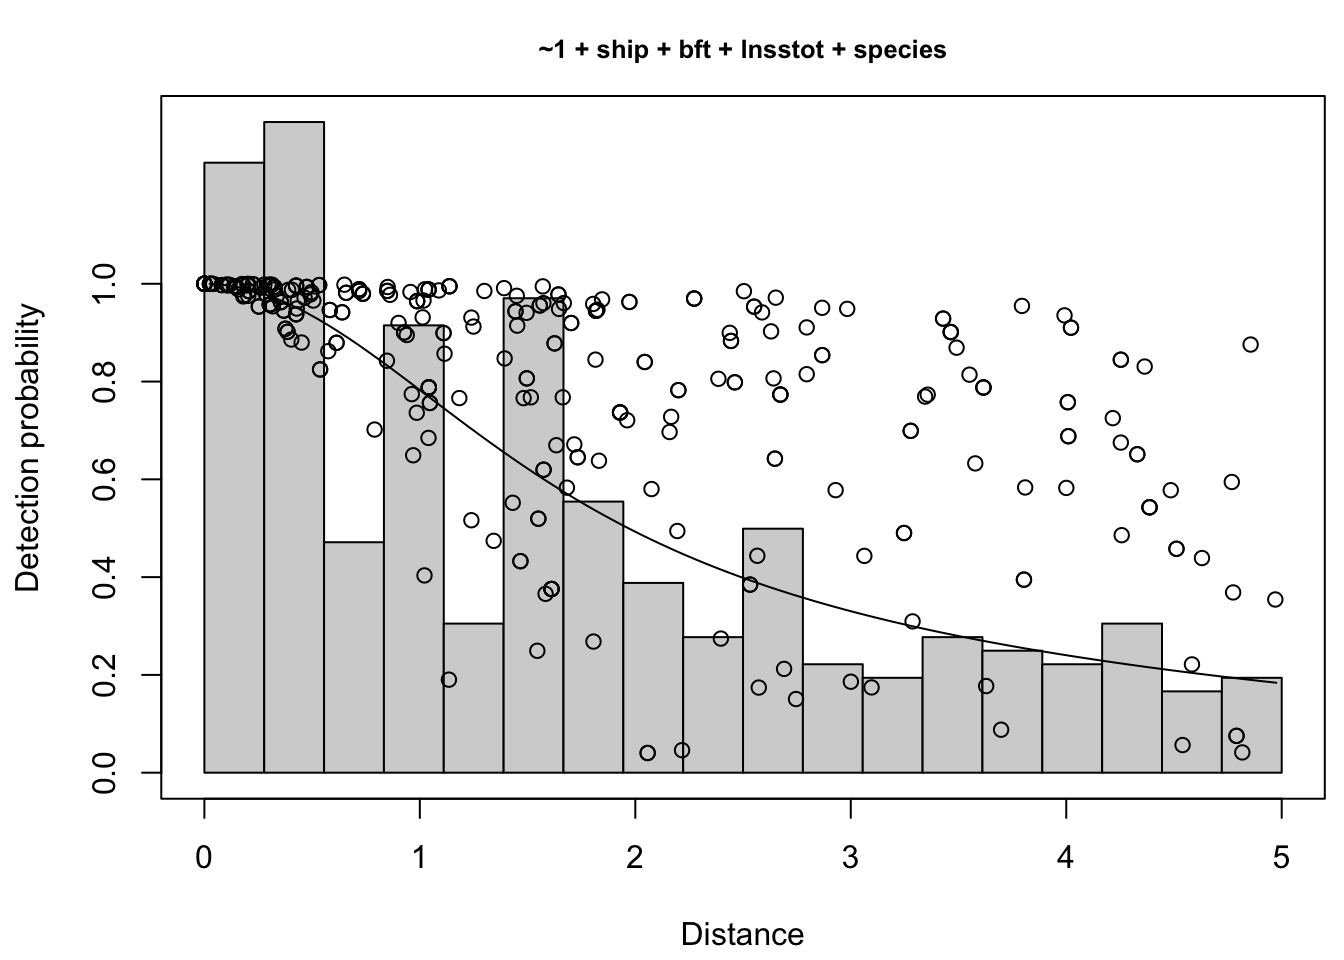 ~1 + ship + bft + lnsstot + species
Detection probability
1.0
0.8
0.6
0.4
0.2
0.0
0 1 2 3 4 5
Distance